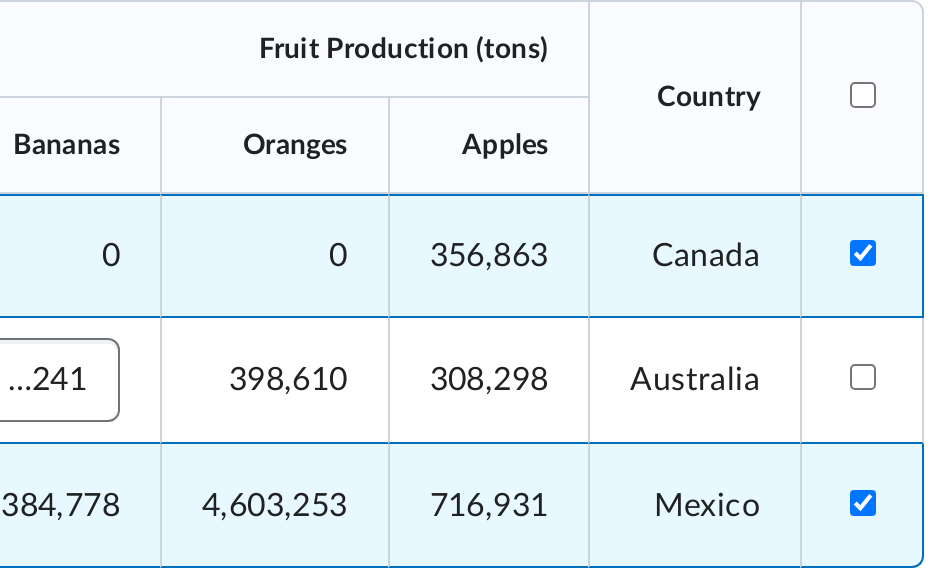 Fruit Production (tons) Country
Bananas Oranges Apples
0 0 356,863 Canada
...241 398,610 308,298 Australia
384,778 4,603,253 716,931 Mexico